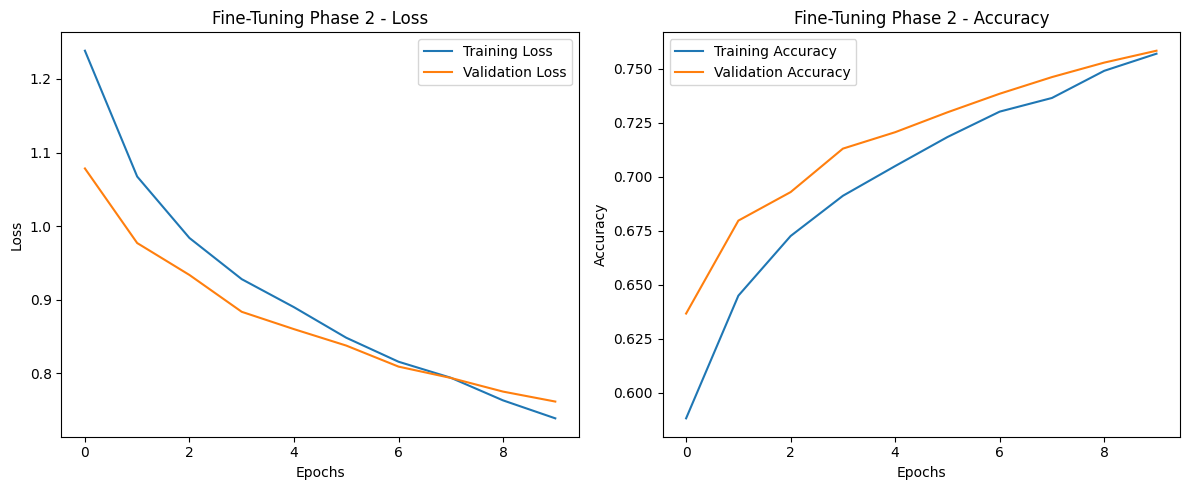 Fine-Tuning Phase 2 - Loss
Training Loss
Validation Loss
1.2
1.1
1.0
0.9
0.8
Loss
0 2 4 6 8
Epochs
Fine-Tuning Phase 2 - Accuracy
Training Accuracy
Validation Accuracy
0.750
0.725
0.700
0.675
0.650
0.625
0.600
Accuracy
0 2 4 6 8
Epochs